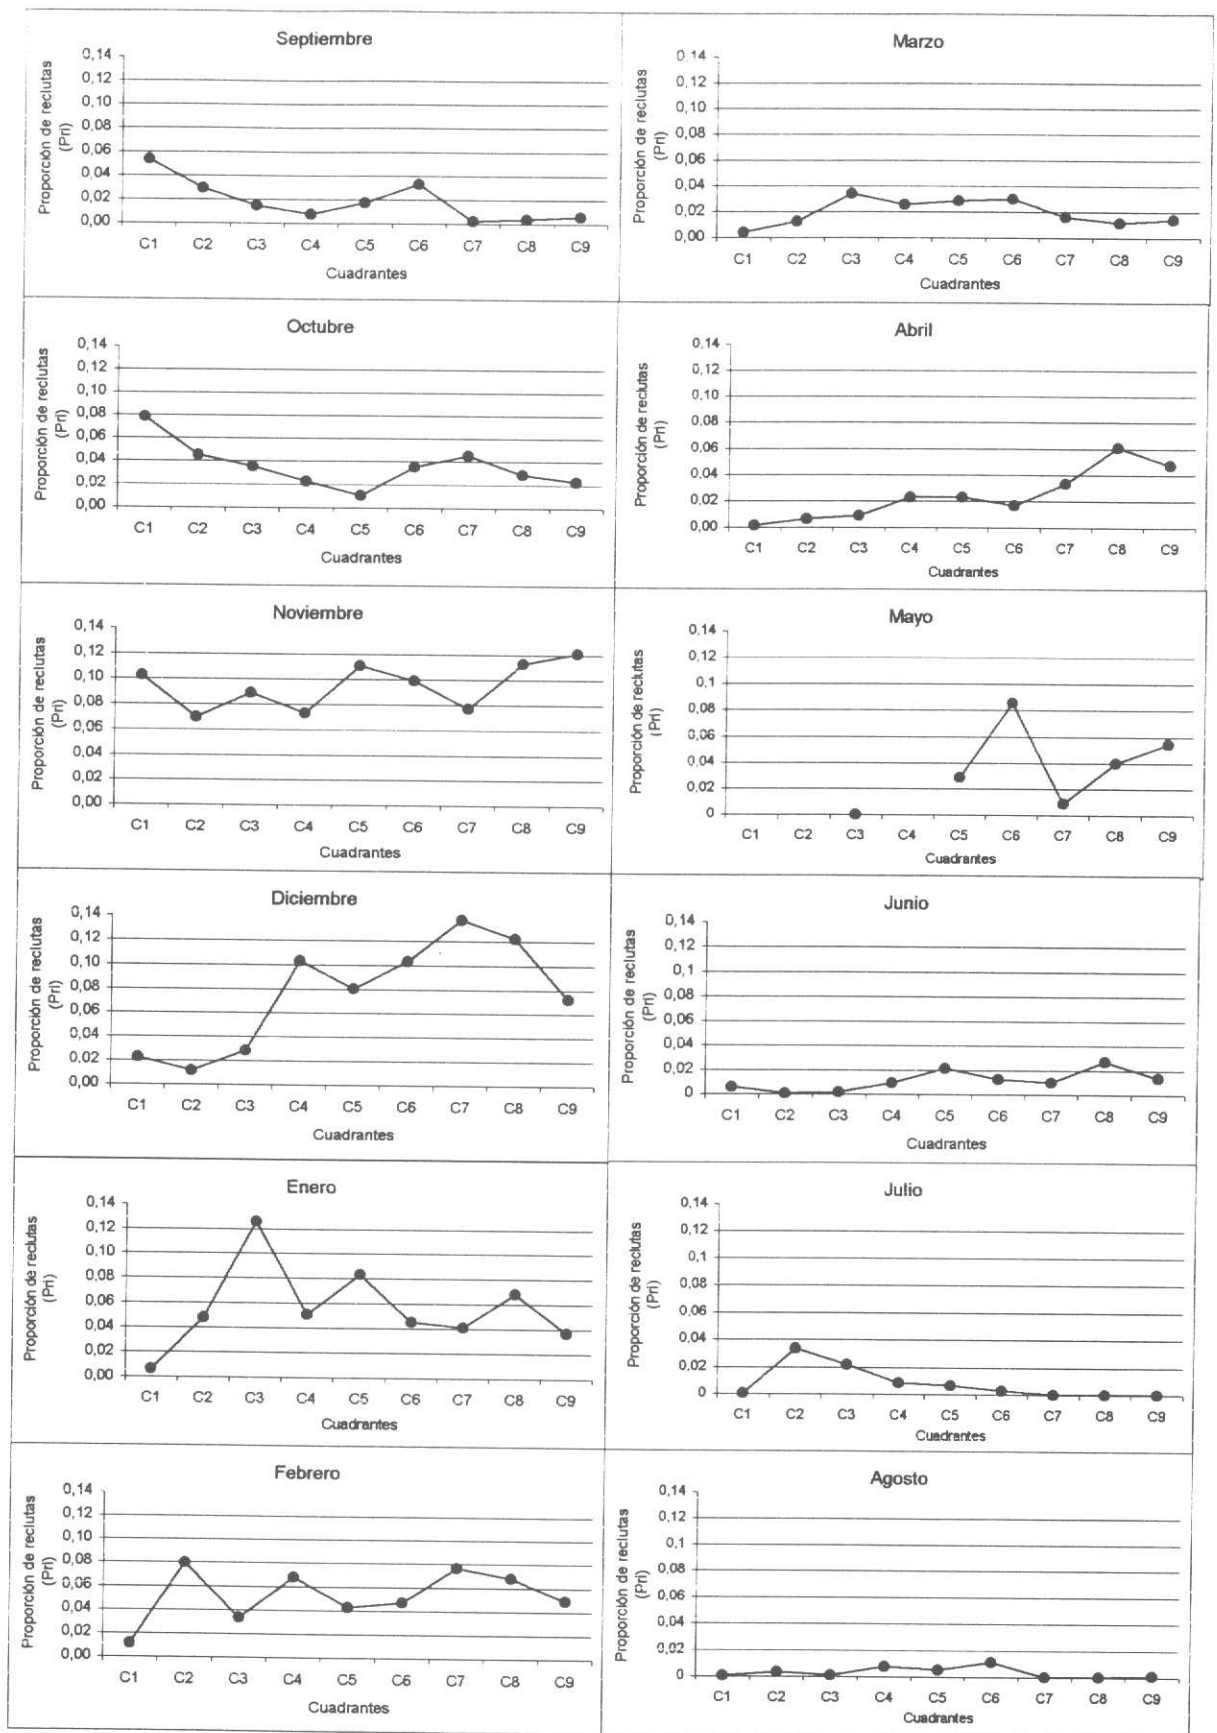 Septiembre
Proporción de reclutas
(Pri)
0,14
0,12
0,10
0,08
0,06
0,04
0,02
0,00
C1 C2 C3 C4 C5 C6 C7 C8 C9
Cuadrantes
Marzo
Proporción de reclutas
(Pri)
0,14
0,12
0,10
0,08
0,06
0,04
0,02
0,00
C1 C2 C3 C4 C5 C6 C7 C8 C9
Cuadrantes
Octubre
Proporción de reclutas
(Pri)
0,14
0,12
0,10
0,08
0,06
0,04
0,02
0,00
C1 C2 C3 C4 C5 C6 C7 C8 C9
Cuadrantes
Abril
Proporción de reclutas
(Pri)
0,14
0,12
0,10
0,08
0,06
0,04
0,02
0,00
C1 C2 C3 C4 C5 C6 C7 C8 C9
Cuadrantes
Noviembre
Proporción de reclutas
(Pri)
0,14
0,12
0,10
0,08
0,06
0,04
0,02
0,00
C1 C2 C3 C4 C5 C6 C7 C8 C9
Cuadrantes
Mayo
Proporción de reclutas
(Pri)
0,14
0,12
0,1
0,08
0,06
0,04
0,02
0
C1 C2 C3 C4 C5 C6 C7 C8 C9
Cuadrantes
Diciembre
Proporción de reclutas
(Pri)
0,14
0,12
0,10
0,08
0,06
0,04
0,02
0,00
C1 C2 C3 C4 C5 C6 C7 C8 C9
Cuadrantes
Junio
Proporción de reclutas
(Pri)
0,14
0,12
0,1
0,08
0,06
0,04
0,02
0
C1 C2 C3 C4 C5 C6 C7 C8 C9
Cuadrantes
Enero
Proporción de reclutas
(Pri)
0,14
0,12
0,10
0,08
0,06
0,04
0,02
0,00
C1 C2 C3 C4 C5 C6 C7 C8 C9
Cuadrantes
Julio
Proporción de reclutas
(Pri)
0,14
0,12
0,1
0,08
0,06
0,04
0,02
0
C1 C2 C3 C4 C5 C6 C7 C8 C9
Cuadrantes
Febrero
Proporción de reclutas
(Pri)
0,14
0,12
0,10
0,08
0,06
0,04
0,02
0,00
C1 C2 C3 C4 C5 C6 C7 C8 C9
Cuadrantes
Agosto
Proporción de reclutas
(Pri)
0,14
0,12
0,1
0,08
0,06
0,04
0,02
0
C1 C2 C3 C4 C5 C6 C7 C8 C9
Cuadrantes